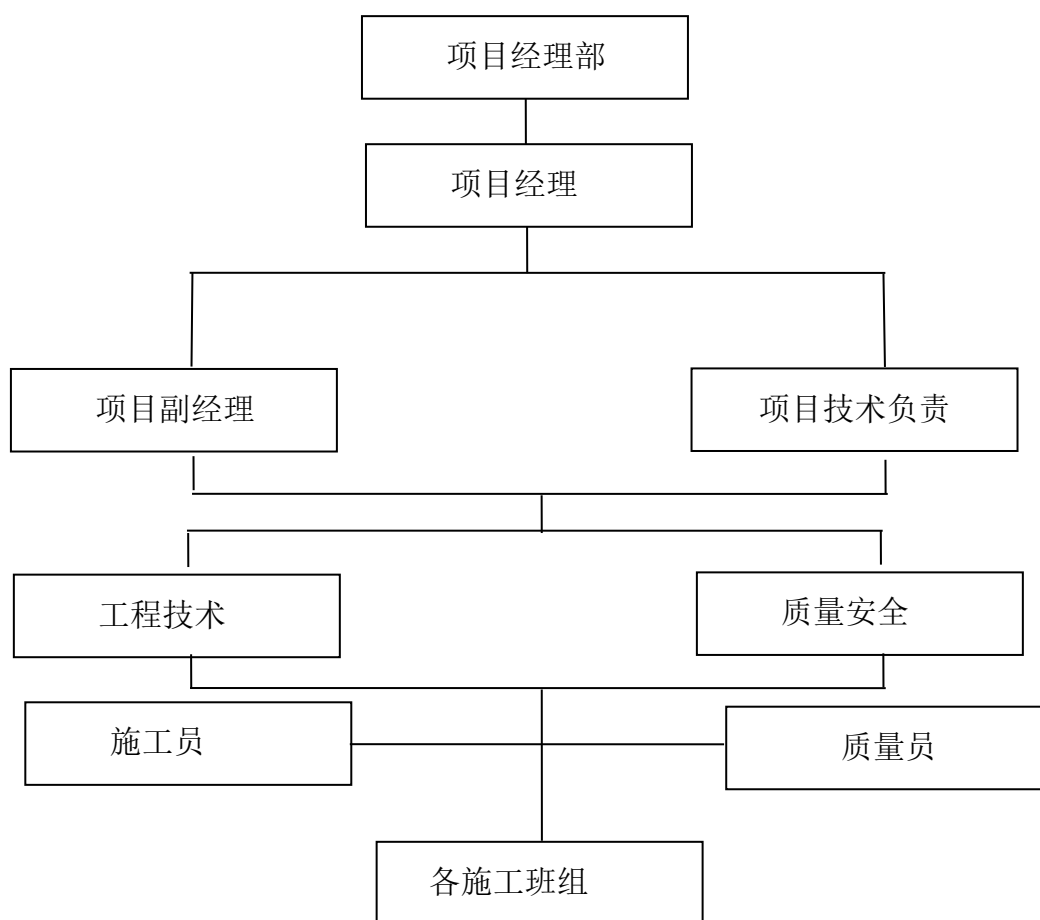 项目经理部
项目经理
项目副经理
项目技术负责
工程技术
质量安全
施工员
质量员
各施工班组